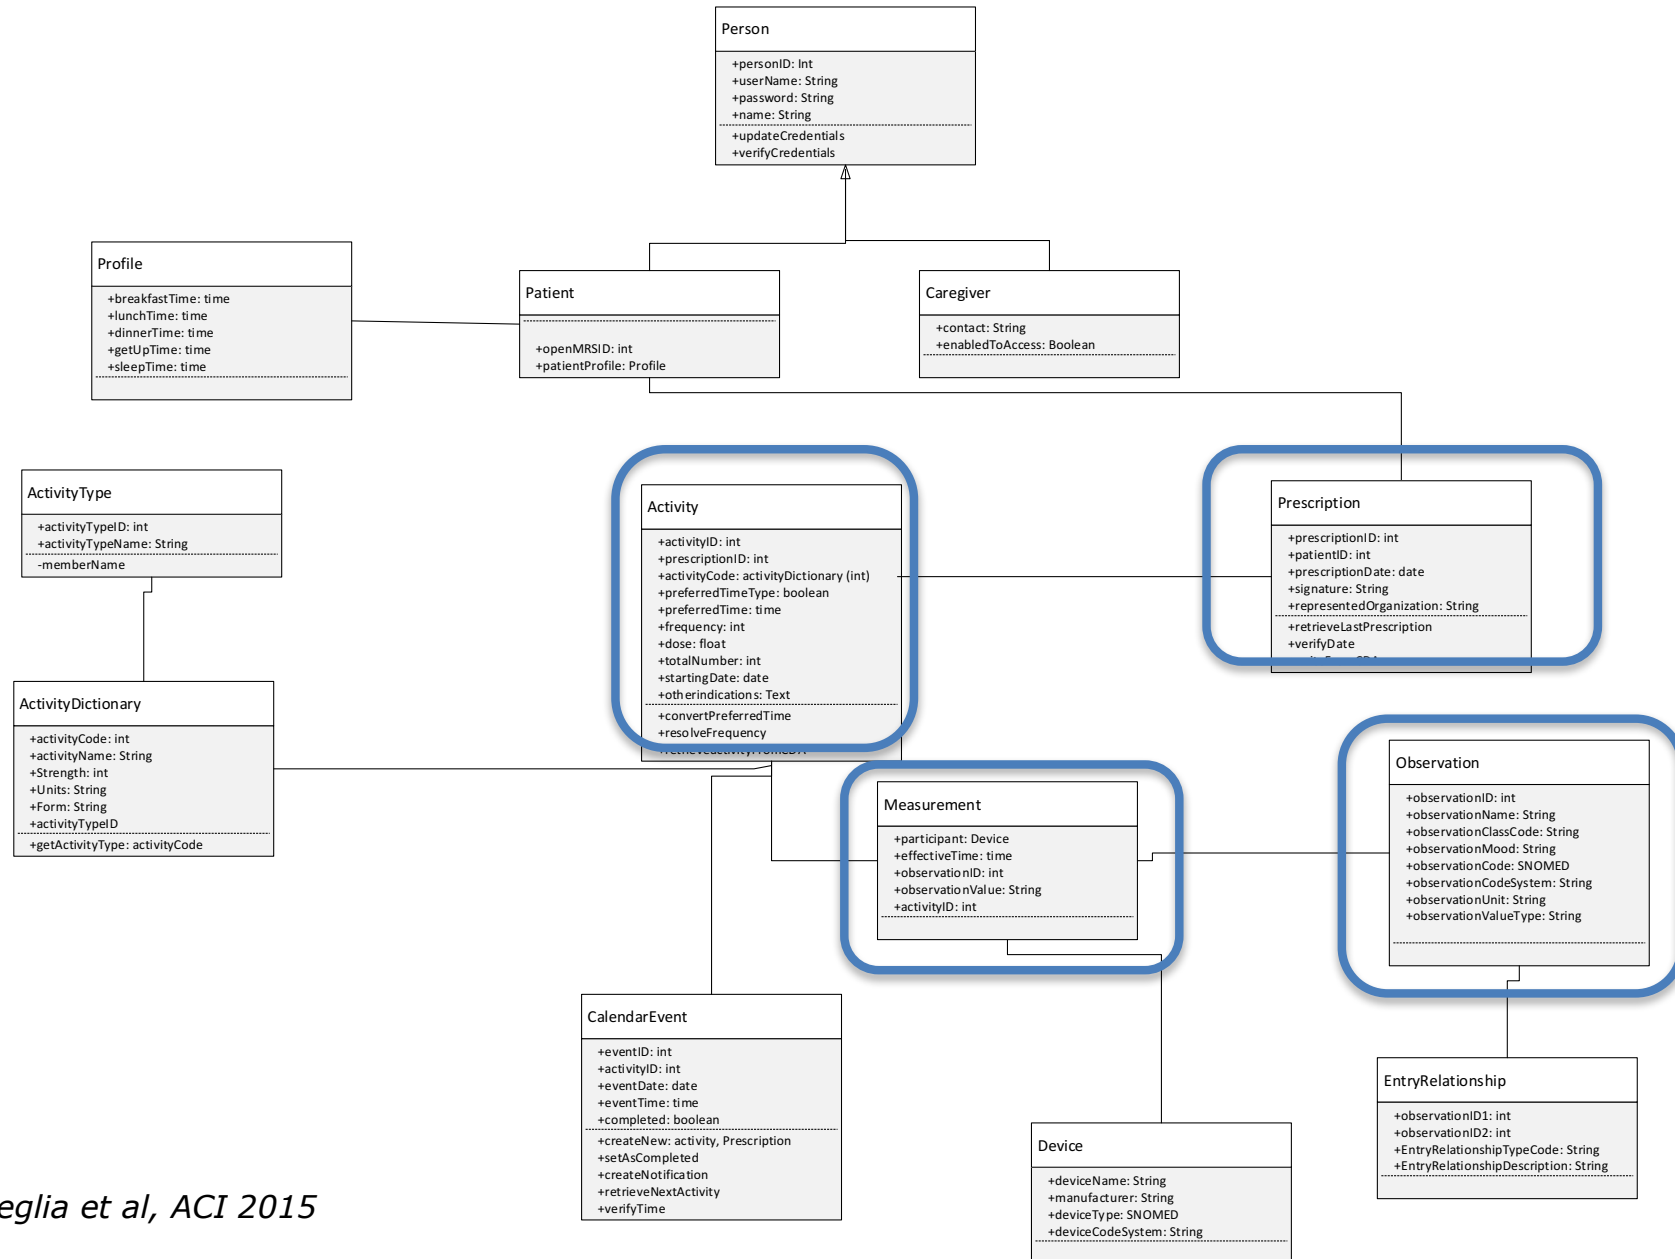 Person
+personID: Int
+userName: String
+password: String
+name: String
+updateCredentials
+verifyCredentials
Profile
+breakfastTime: time
+lunchTime: time
+dinnerTime: time
+getUpTime: time
+sleepTime: time
Patient
+openMRSID: int
+patientProfile: Profile
Caregiver
+contact: String
+enabledToAccess: Boolean
ActivityType
+activityTypeID: int
+activityTypeName: String
-memberName
Activity
+activityID: int
+prescriptionID: int
+activityCode: activityDictionary (int)
+preferredTimeType: boolean
+preferredTime: time
+frequency: int
+dose: float
+totalNumber: int
+startingDate: date
+otherindications: Text
+convertPreferredTime
+resolveFrequency
Prescription
+prescriptionID: int
+patientID: int
+prescriptionDate: date
+signature: String
+representedOrganization: String
+retrieveLastPrescription
+verifyDate
ActivityDictionary
+activityCode: int
+activityName: String
+Strength: int
+Units: String
+Form: String
+activityTypeID
+getActivityType: activityCode
Measurement
+participant: Device
+effectiveTime: time
+observationID: int
+observationValue: String
+activityID: int
Observation
+observationID: int
+observationName: String
+observationClassCode: String
+observationMood: String
+observationCode: SNOMED
+observationCodeSystem: String
+observationUnit: String
+observationValueType: String
CalendarEvent
+eventID: int
+activityID: int
+eventDate: date
+eventTime: time
+completed: boolean
+createNew: activity, Prescription
+setAsCompleted
+createNotification
+retrieveNextActivity
+verifyTime
EntryRelationship
+observationID1: int
+observationID2: int
+EntryRelationshipTypeCode: String
+EntryRelationshipDescription: String
Device
+deviceName: String
+manufacturer: String
+deviceType: SNOMED
+deviceCodeSystem: String
eglia et al, ACI 2015